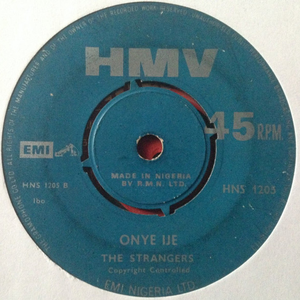 HMV
45 RPM
EMI
MADE IN NIGERIA
BY R.M.N. LTD.
HNS 1205 B
Ibo
HNS 1205
ONYE IJE
THE STRANGERS
Copyright Controlled
EMI NIGERIA LTD